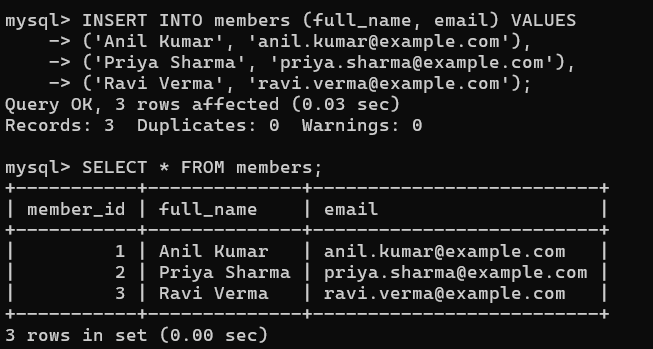 mysql> INSERT INTO members (full_name, email) VALUES
    -> ('Anil Kumar', 'anil.kumar@example.com'),
    -> ('Priya Sharma', 'priya.sharma@example.com'),
    -> ('Ravi Verma', 'ravi.verma@example.com');
Query OK, 3 rows affected (0.03 sec)
Records: 3  Duplicates: 0  Warnings: 0

mysql> SELECT * FROM members;
+-----------+--------------+--------------------------+
| member_id | full_name    | email                    |
+-----------+--------------+--------------------------+
|         1 | Anil Kumar   | anil.kumar@example.com   |
|         2 | Priya Sharma | priya.sharma@example.com |
|         3 | Ravi Verma   | ravi.verma@example.com   |
+-----------+--------------+--------------------------+
3 rows in set (0.00 sec)